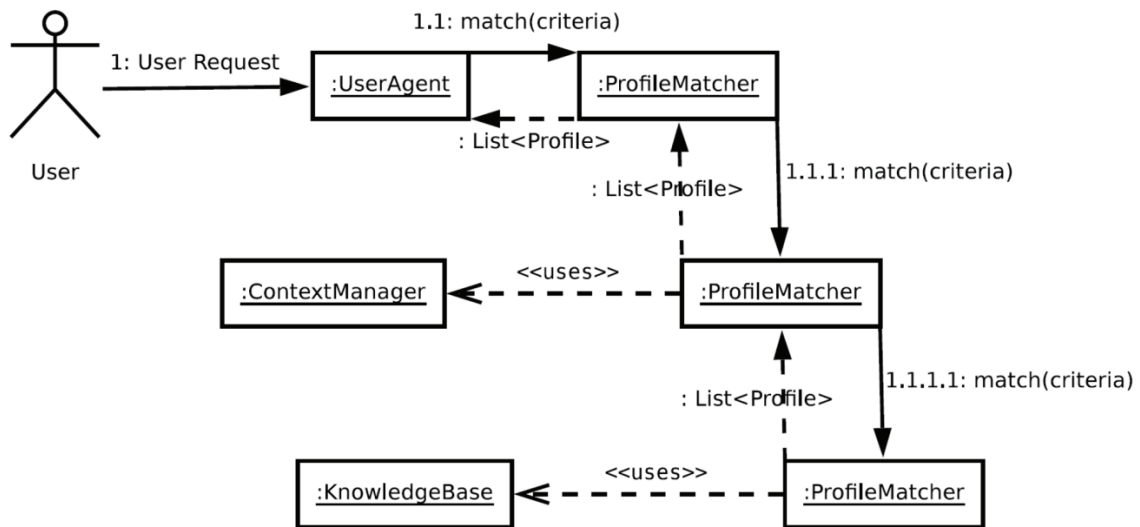 1.1: match(criteria)
1: User Request
:UserAgent
:ProfileMatcher
: List<Profile>
User
1.1.1: match(criteria)
: List<Profile>
<<uses>>
:ContextManager
:ProfileMatcher
1.1.1.1: match(criteria)
: List<Profile>
<<uses>>
:KnowledgeBase
:ProfileMatcher